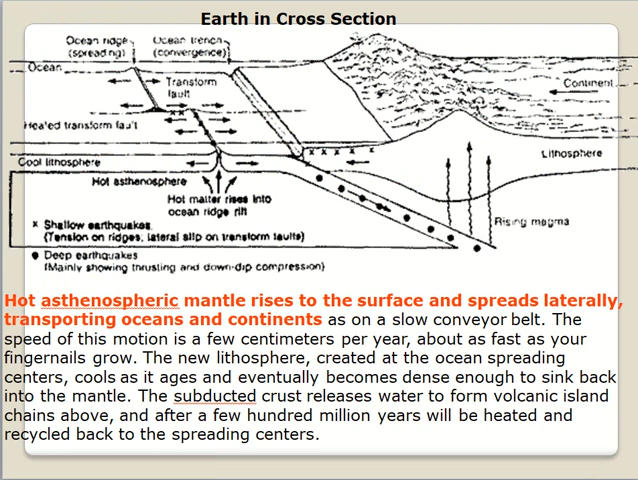 Earth in Cross Section
Ocean ridge
(spreading)
Ocean trench
(convergence)
Ocean
Transform
fault
Continent
Healed transform fault
Cool lithosphere
Lithosphere
Hot asthenosphere
Hot matter rises into
ocean ridge rift
Rising magma
x Shallow earthquakes
(Tension on ridges, lateral slip on transform faults)
● Deep earthquakes
(Mainly showing thrusting and down-dip compression)
Hot asthenospheric mantle rises to the surface and spreads laterally,
transporting oceans and continents as on a slow conveyor belt. The
speed of this motion is a few centimeters per year, about as fast as your
fingernails grow. The new lithosphere, created at the ocean spreading
centers, cools as it ages and eventually becomes dense enough to sink back
into the mantle. The subducted crust releases water to form volcanic island
chains above, and after a few hundred million years will be heated and
recycled back to the spreading centers.